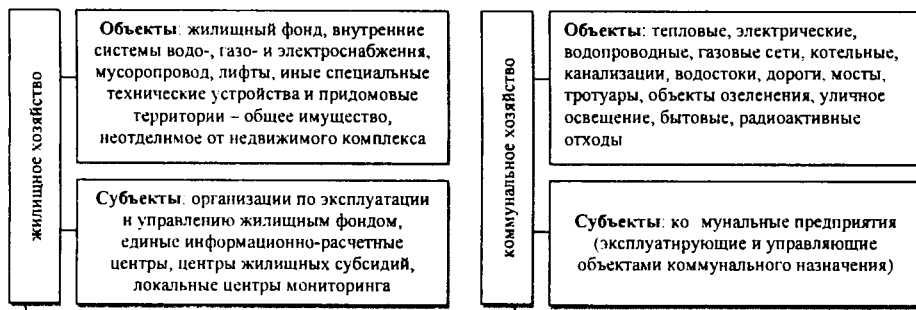 жилищное хозяйство
Объекты: жилищный фонд, внутренние
системы водо-, газо- и электроснабжения,
мусоропровод, лифты, иные специальные
технические устройства и придомовые
территории – общее имущество,
неотделимое от недвижимого комплекса
Субъекты: организации по эксплуатации
и управлению жилищным фондом,
единые информационно-расчетные
центры, центры жилищных субсидий,
локальные центры мониторинга
коммунальное хозяйство
Объекты: тепловые, электрические,
водопроводные, газовые сети, котельные,
канализации, водостоки, дороги, мосты,
тротуары, объекты озеленения, уличное
освещение, бытовые, радиоактивные
отходы
Субъекты: ко мунальные предприятия
(эксплуатирующие и управляющие
объектами коммунального назначения)